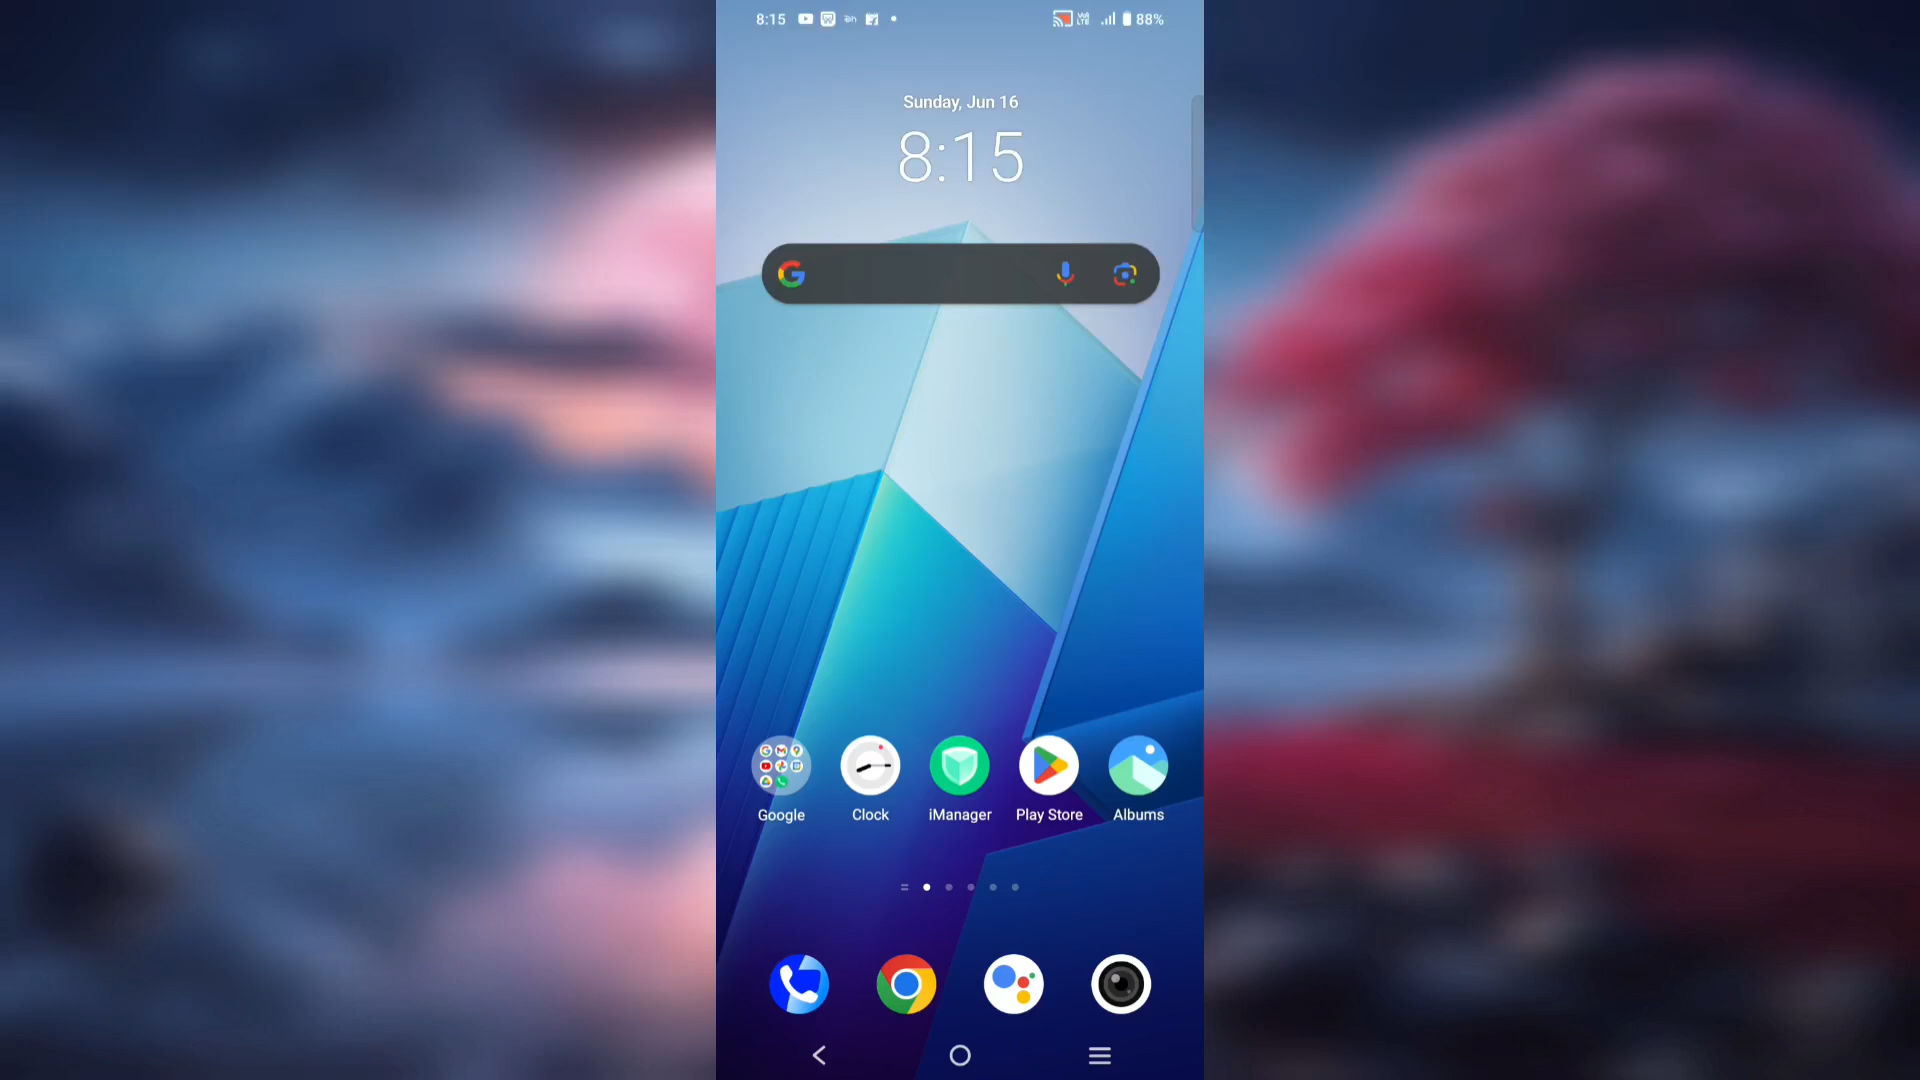 8:15
88%
Sunday, Jun 16
8:15
Google
Clock
iManager
Play Store
Albums